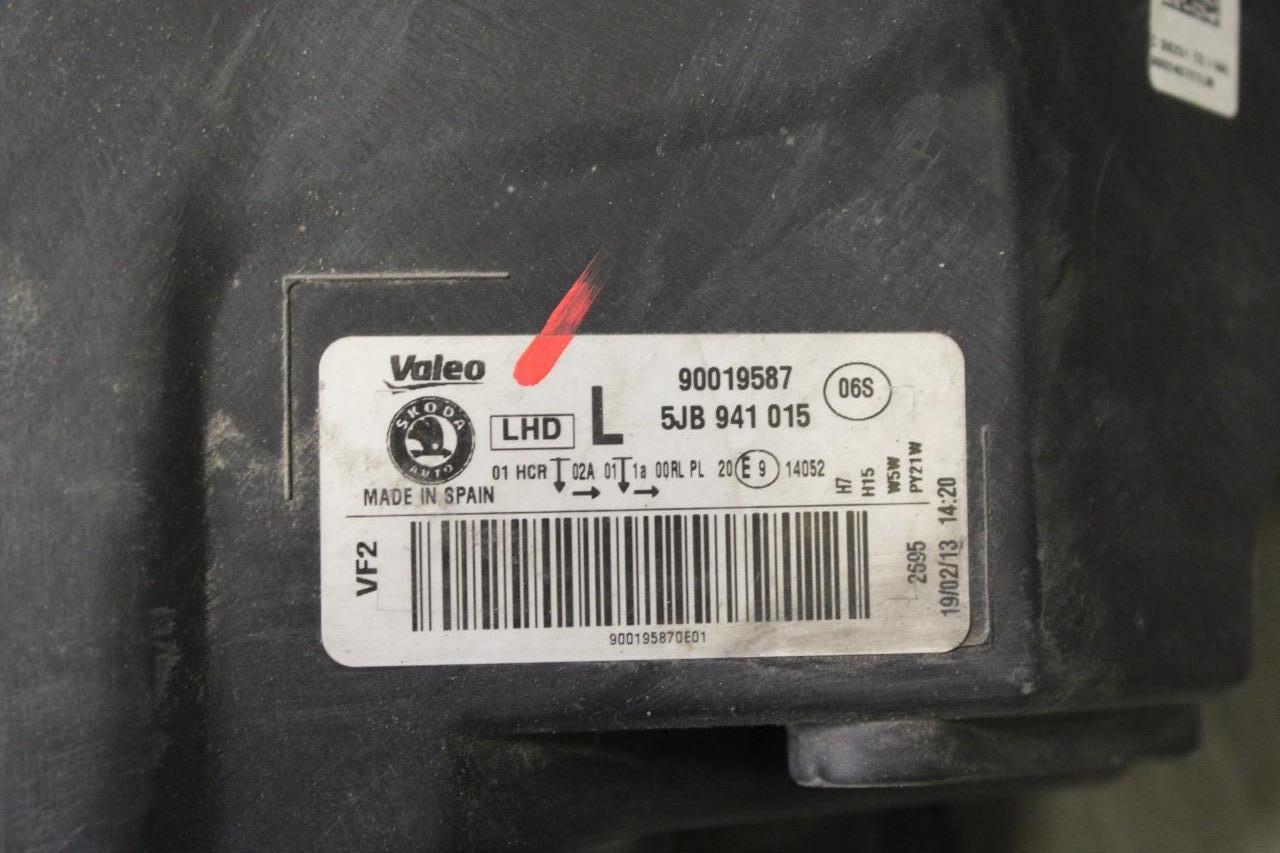 Valeo
90019587
06S
SKODA
AUTO
LHD
L
5JB 941 015
01 HCR 02A 01 1a 00RL PL 20 E 9 14052
MADE IN SPAIN
H7
H15
W5W
PY21W
VF2
2695
19/02/13 14:20
900195870E01